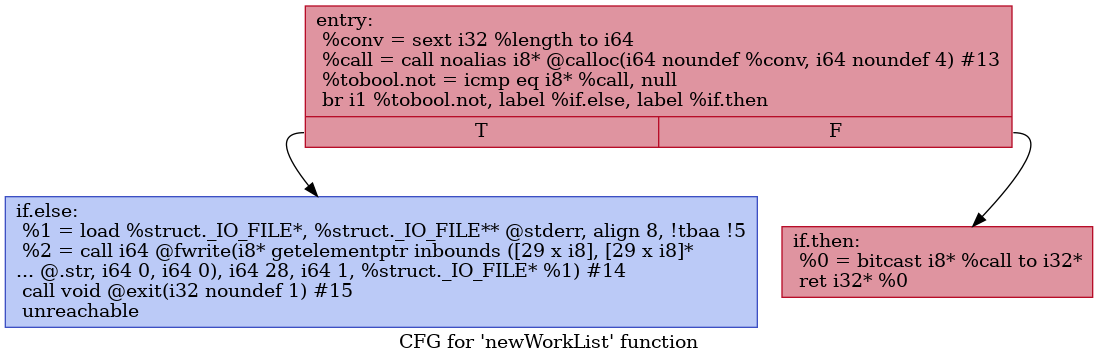 entry:
%conv = sext i32 %length to i64
%call = call noalias i8* @calloc(i64 noundef %conv, i64 noundef 4) #13
%tobool.not = icmp eq i8* %call, null
br i1 %tobool.not, label %if.else, label %if.then
T
F
if.else:
%1 = load %struct._IO_FILE*, %struct._IO_FILE** @stderr, align 8, !tbaa !5
%2 = call i64 @fwrite(i8* getelementptr inbounds ([29 x i8], [29 x i8]*
... @.str, i64 0, i64 0), i64 28, i64 1, %struct._IO_FILE* %1) #14
call void @exit(i32 noundef 1) #15
unreachable
if.then:
%0 = bitcast i8* %call to i32*
ret i32* %0
CFG for 'newWorkList' function